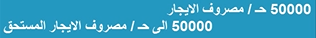 50000 حـ / مصروف الايجار
50000 الى حـ / مصروف الايجار المستحق